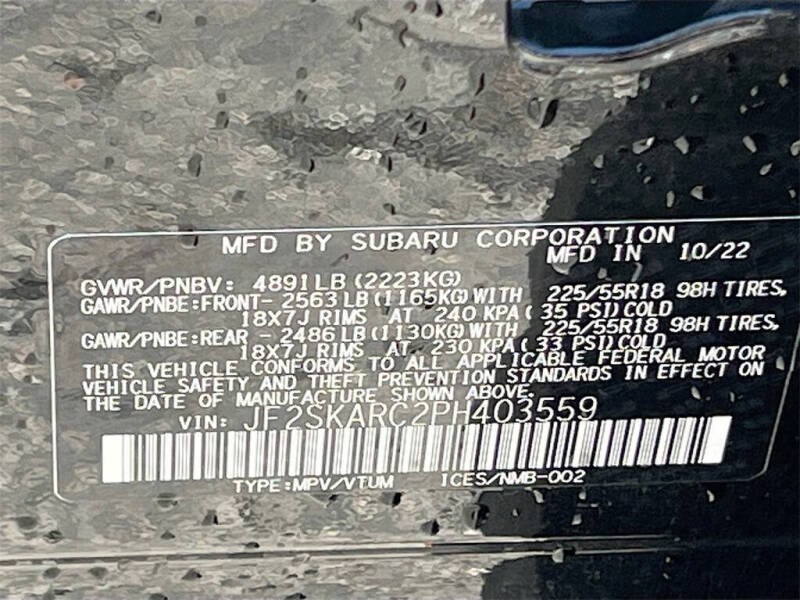 MFD BY SUBARU CORPORATION
MFD IN 10/22
GVWR/PNBV: 4891LB (2223KG)
GAWR/PNBE:FRONT- 2563LB(1165KG)WITH 225/55R18 98H TIRES,
18X7J RIMS AT 240 KPA( 35 PSI)COLD
GAWR/PNBE:REAR - 2486LB(1130KG)WITH 225/55R18 98H TIRES,
18X7J RIMS AT 230 KPA( 33 PSI)COLD
THIS VEHICLE CONFORMS TO ALL APPLICABLE FEDERAL MOTOR
VEHICLE SAFETY AND THEFT PREVENTION STANDARDS IN EFFECT ON
THE DATE OF MANUFACTURE SHOWN ABOVE.
VIN: JF2SKARC2PH403559
TYPE:MPV/VTUM ICES/NMB-002